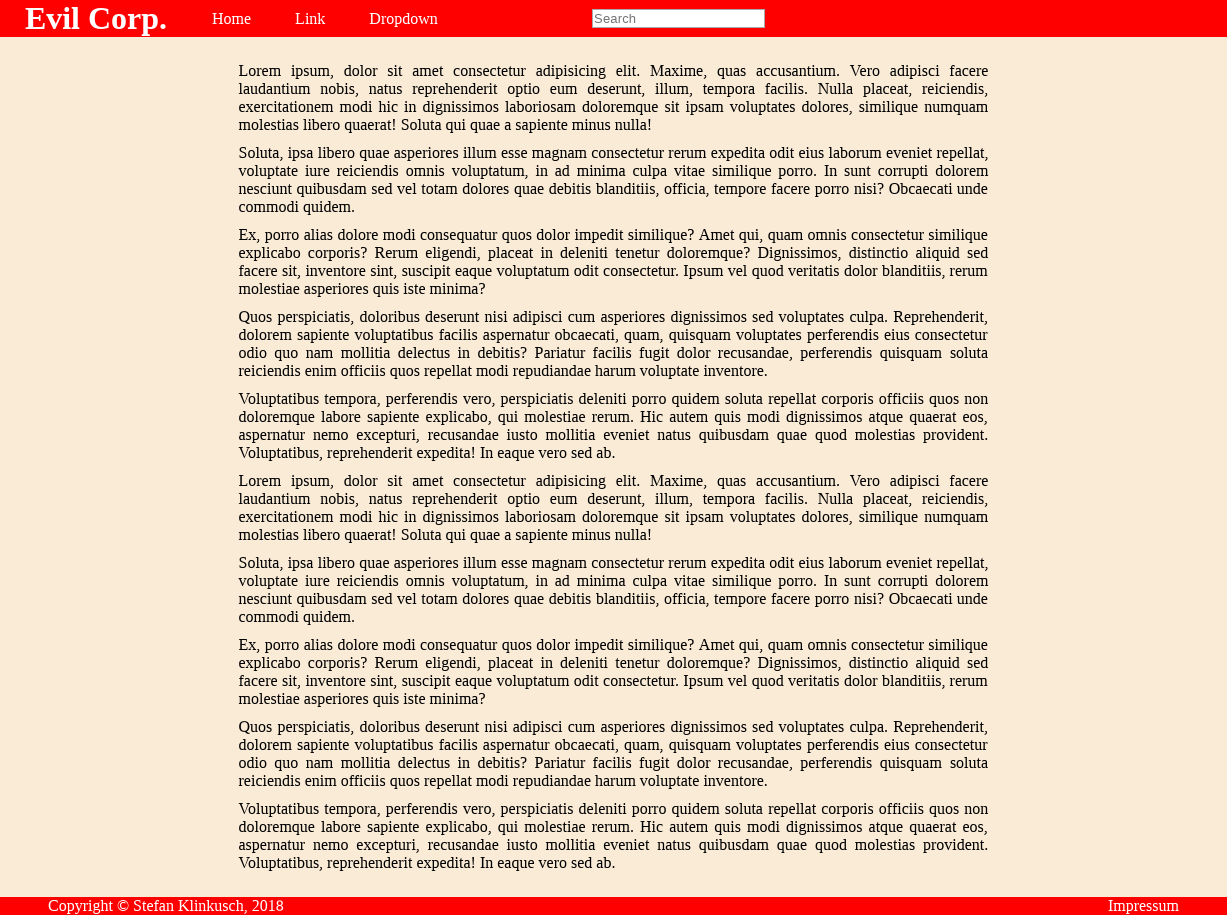 Evil Corp.
Home
Link
Dropdown
Search
Lorem ipsum, dolor sit amet consectetur adipisicing elit. Maxime, quas accusantium. Vero adipisci facere
laudantium nobis, natus reprehenderit optio eum deserunt, illum, tempora facilis. Nulla placeat, reiciendis,
exercitationem modi hic in dignissimos laboriosam doloremque sit ipsam voluptates dolores, similique numquam
molestias libero quaerat! Soluta qui quae a sapiente minus nulla!
Soluta, ipsa libero quae asperiores illum esse magnam consectetur rerum expedita odit eius laborum eveniet repellat,
voluptate iure reiciendis omnis voluptatum, in ad minima culpa vitae similique porro. In sunt corrupti dolorem
nesciunt quibusdam sed vel totam dolores quae debitis blanditiis, officia, tempore facere porro nisi? Obcaecati unde
commodi quidem.
Ex, porro alias dolore modi consequatur quos dolor impedit similique? Amet qui, quam omnis consectetur similique
explicabo corporis? Rerum eligendi, placeat in deleniti tenetur doloremque? Dignissimos, distinctio aliquid sed
facere sit, inventore sint, suscipit eaque voluptatum odit consectetur. Ipsum vel quod veritatis dolor blanditiis, rerum
molestiae asperiores quis iste minima?
Quos perspiciatis, doloribus deserunt nisi adipisci cum asperiores dignissimos sed voluptates culpa. Reprehenderit,
dolorem sapiente voluptatibus facilis aspernatur obcaecati, quam, quisquam voluptates perferendis eius consectetur
odio quo nam mollitia delectus in debitis? Pariatur facilis fugit dolor recusandae, perferendis quisquam soluta
reiciendis enim officiis quos repellat modi repudiandae harum voluptate inventore.
Voluptatibus tempora, perferendis vero, perspiciatis deleniti porro quidem soluta repellat corporis officiis quos non
doloremque labore sapiente explicabo, qui molestiae rerum. Hic autem quis modi dignissimos atque quaerat eos,
aspernatur nemo excepturi, recusandae iusto mollitia eveniet natus quibusdam quae quod molestias provident.
Voluptatibus, reprehenderit expedita! In eaque vero sed ab.
Lorem ipsum, dolor sit amet consectetur adipisicing elit. Maxime, quas accusantium. Vero adipisci facere
laudantium nobis, natus reprehenderit optio eum deserunt, illum, tempora facilis. Nulla placeat, reiciendis,
exercitationem modi hic in dignissimos laboriosam doloremque sit ipsam voluptates dolores, similique numquam
molestias libero quaerat! Soluta qui quae a sapiente minus nulla!
Soluta, ipsa libero quae asperiores illum esse magnam consectetur rerum expedita odit eius laborum eveniet repellat,
voluptate iure reiciendis omnis voluptatum, in ad minima culpa vitae similique porro. In sunt corrupti dolorem
nesciunt quibusdam sed vel totam dolores quae debitis blanditiis, officia, tempore facere porro nisi? Obcaecati unde
commodi quidem.
Ex, porro alias dolore modi consequatur quos dolor impedit similique? Amet qui, quam omnis consectetur similique
explicabo corporis? Rerum eligendi, placeat in deleniti tenetur doloremque? Dignissimos, distinctio aliquid sed
facere sit, inventore sint, suscipit eaque voluptatum odit consectetur. Ipsum vel quod veritatis dolor blanditiis, rerum
molestiae asperiores quis iste minima?
Quos perspiciatis, doloribus deserunt nisi adipisci cum asperiores dignissimos sed voluptates culpa. Reprehenderit,
dolorem sapiente voluptatibus facilis aspernatur obcaecati, quam, quisquam voluptates perferendis eius consectetur
odio quo nam mollitia delectus in debitis? Pariatur facilis fugit dolor recusandae, perferendis quisquam soluta
reiciendis enim officiis quos repellat modi repudiandae harum voluptate inventore.
Voluptatibus tempora, perferendis vero, perspiciatis deleniti porro quidem soluta repellat corporis officiis quos non
doloremque labore sapiente explicabo, qui molestiae rerum. Hic autem quis modi dignissimos atque quaerat eos,
aspernatur nemo excepturi, recusandae iusto mollitia eveniet natus quibusdam quae quod molestias provident.
Voluptatibus, reprehenderit expedita! In eaque vero sed ab.
Copyright © Stefan Klinkusch, 2018
Impressum